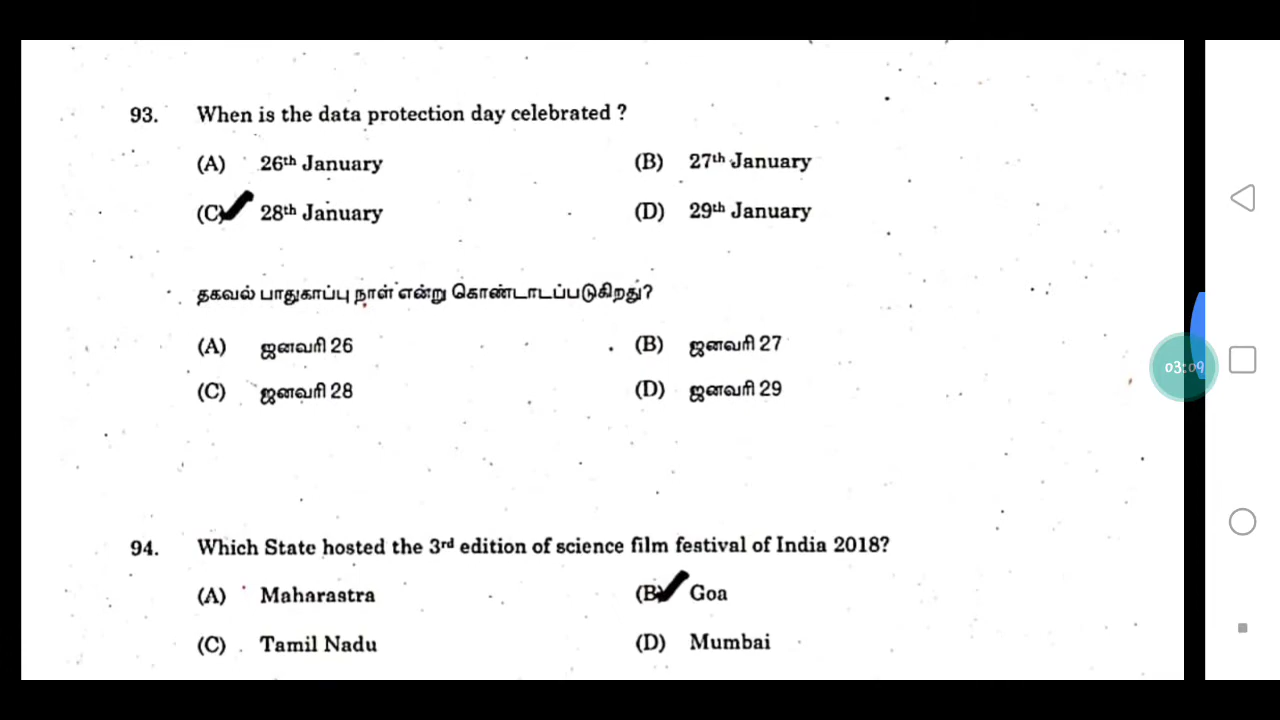 93. When is the data protection day celebrated ?
(A) 26th January (B) 27th January
(C) 28th January (D) 29th January
தகவல் பாதுகாப்பு நாள் என்று கொண்டாடப்படுகிறது?
(A) ஜனவரி 26 (B) ஜனவரி 27
(C) ஜனவரி 28 (D) ஜனவரி 29
03:09
94. Which State hosted the 3rd edition of science film festival of India 2018?
(A) Maharastra (B) Goa
(C) Tamil Nadu (D) Mumbai